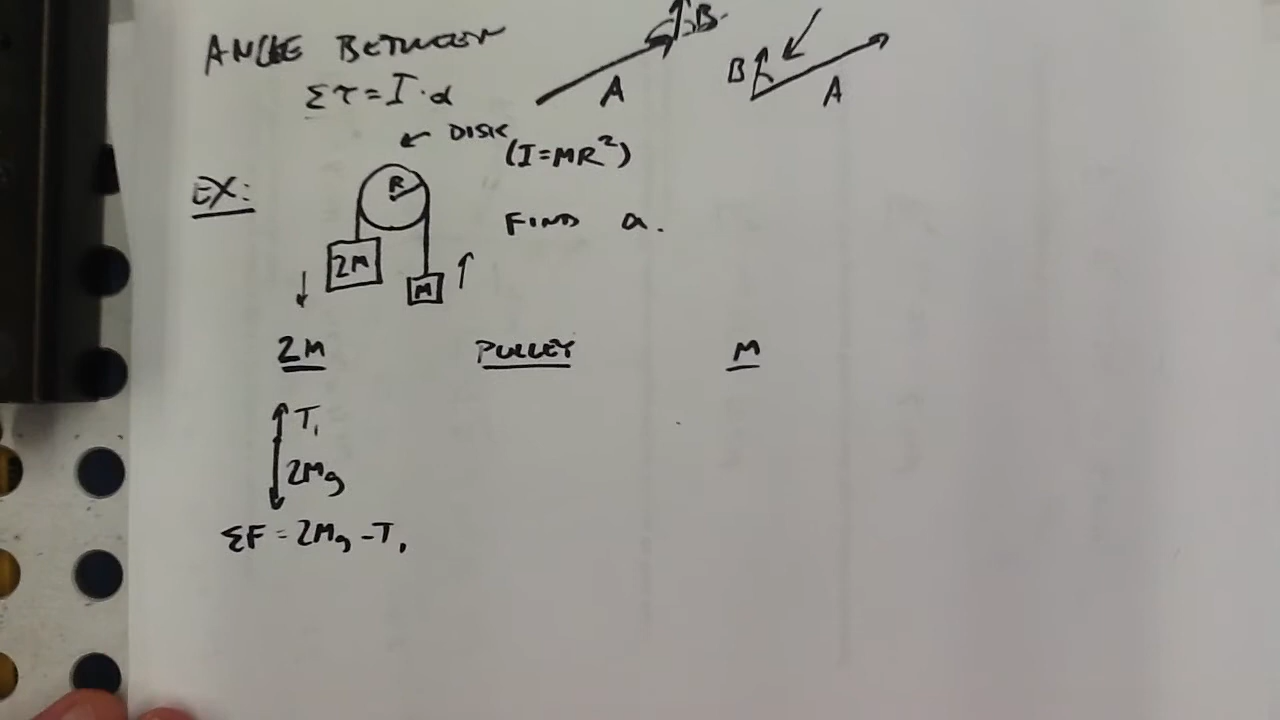 ANGLE BETWEEN
B
A
B
A
Στ = I · α
← DISK
(I = MR²)
EX:
R
FIND a.
2M
M
2M
PULLEY
M
T₁
2Mg
ΣF = 2Mg - T₁